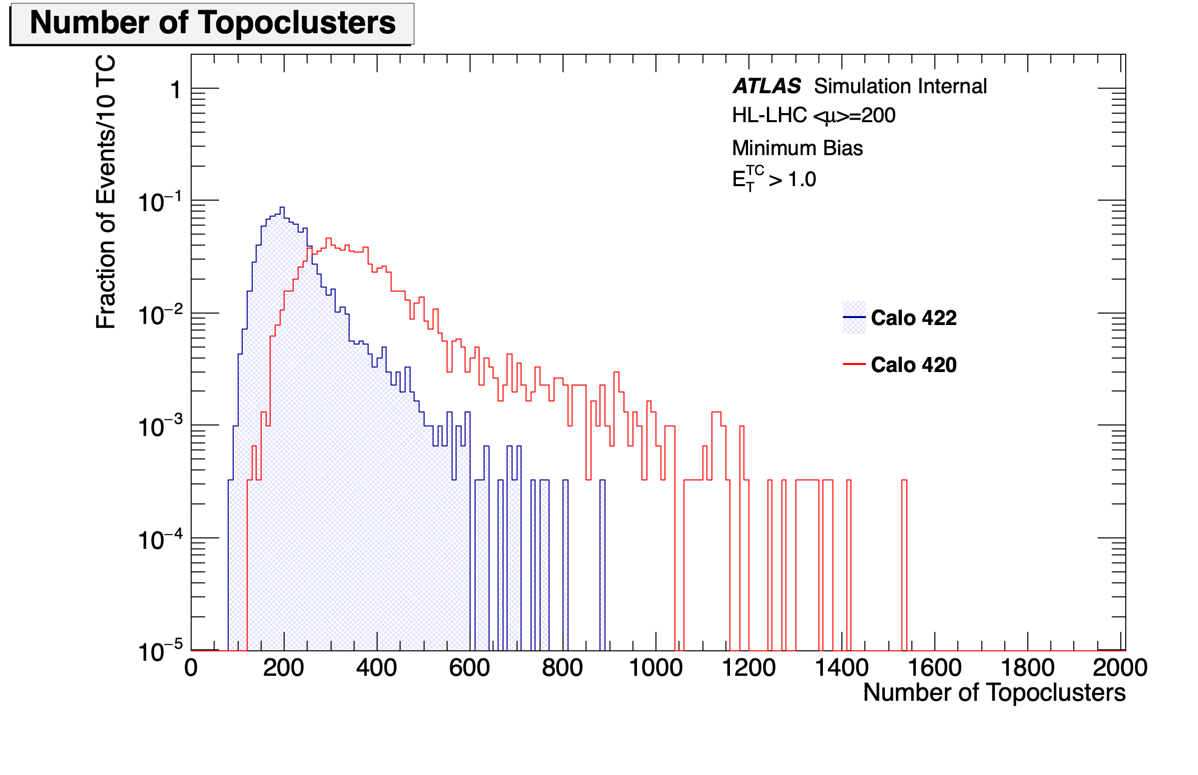 Number of Topoclusters
Fraction of Events/10 TC
1
10−1
10−2
10−3
10−4
10−5
ATLAS Simulation Internal
HL-LHC <μ>=200
Minimum Bias
E_T^TC > 1.0
Calo 422
Calo 420
0 200 400 600 800 1000 1200 1400 1600 1800 2000
Number of Topoclusters